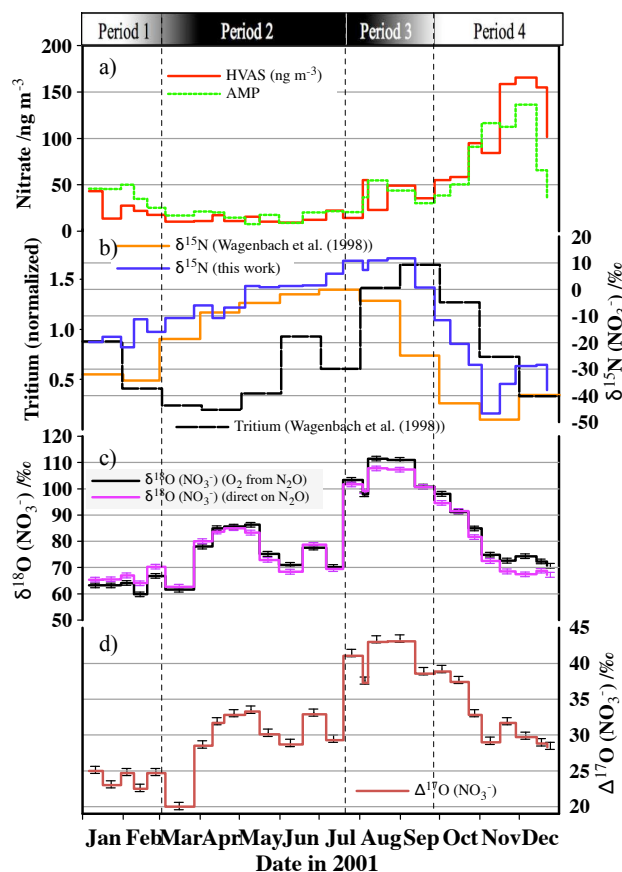 Period 1 Period 2 Period 3 Period 4
200
a)
HVAS (ng m⁻³)
AMP
150
100
50
0
Nitrate /ng m⁻³
b)
δ¹⁵N (Wagenbach et al. (1998))
δ¹⁵N (this work)
Tritium (Wagenbach et al. (1998))
1.5
1.0
0.5
Tritium (normalized)
20
10
0
-10
-20
-30
-40
-50
δ¹⁵N (NO₃⁻) /‰
c)
δ¹⁸O (NO₃⁻) (O₂ from N₂O)
δ¹⁸O (NO₃⁻) (direct on N₂O)
120
110
100
90
80
70
60
50
δ¹⁸O (NO₃⁻) /‰
d)
Δ¹⁷O (NO₃⁻)
45
40
35
30
25
20
Δ¹⁷O (NO₃⁻) /‰
Jan Feb Mar Apr May Jun Jul Aug Sep Oct Nov Dec
Date in 2001